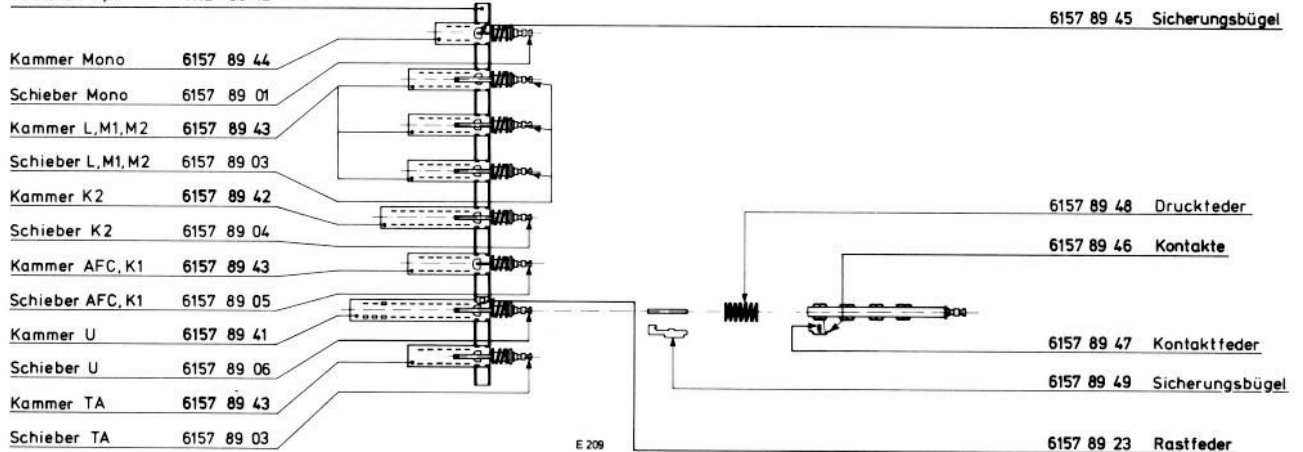 Kammer Mono 6157 89 44
Schieber Mono 6157 89 01
Kammer L,M1,M2 6157 89 43
Schieber L,M1,M2 6157 89 03
Kammer K2 6157 89 42
Schieber K2 6157 89 04
Kammer AFC,K1 6157 89 43
Schieber AFC,K1 6157 89 05
Kammer U 6157 89 41
Schieber U 6157 89 06
Kammer TA 6157 89 43
Schieber TA 6157 89 03
E 209
6157 89 45 Sicherungsbügel
6157 89 48 Druckfeder
6157 89 46 Kontakte
6157 89 47 Kontaktfeder
6157 89 49 Sicherungsbügel
6157 89 23 Rastfeder